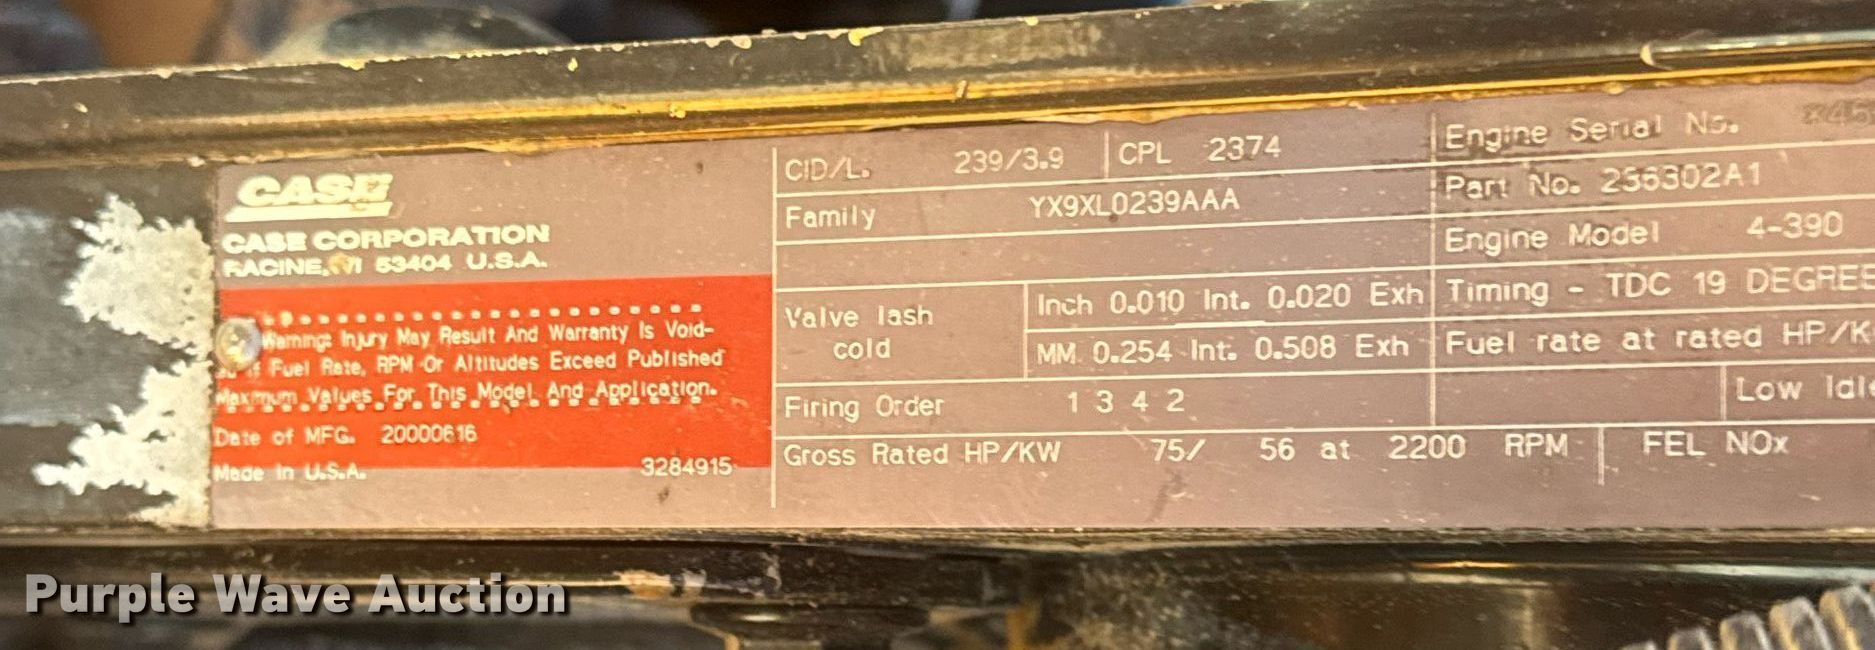 CASE
CASE CORPORATION
RACINE, WI 53404 U.S.A.
Warning: Injury May Result And Warranty Is Void-
ed If Fuel Rate, RPM Or Altitudes Exceed Published
Maximum Values For This Model And Application.
Date of MFG. 20000616
Made In U.S.A. 3284915
CID/L. 239/3.9 CPL 2374
Family YX9XL0239AAA
Valve lash cold
Inch 0.010 Int. 0.020 Exh
MM 0.254 Int. 0.508 Exh
Firing Order 1 3 4 2
Gross Rated HP/KW 75/ 56 at 2200 RPM FEL NOx
Engine Serial No.
Part No. 236302A1
Engine Model 4-390
Timing - TDC 19 DEGREES
Fuel rate at rated HP/K
Low Idl
Purple Wave Auction